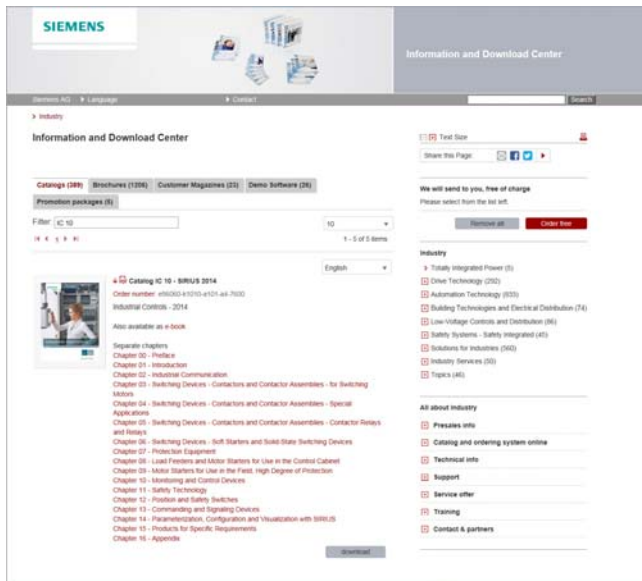 SIEMENS
Information and Download Center
Siemens AG
Language
Contact
Search
Industry
Information and Download Center
Text Size
Share this Page:
Catalogs (389)
Brochures (1206)
Customer Magazines (23)
Demo Software (26)
Promotion packages (5)
Filter:
IC 10
10
1 - 5 of 5 items
We will send to you, free of charge
Please select from the list left.
Remove all
Order free
English
Catalog IC 10 - SIRIUS 2014
Order number:
Industrial Controls - 2014
Also available as e-book
Separate chapters
Chapter 00 - Preface
Chapter 01 - Introduction
Chapter 02 - Industrial Communication
Chapter 03 - Switching Devices - Contactors and Contactor Assemblies - for Switching
Motors
Chapter 04 - Switching Devices - Contactors and Contactor Assemblies - Special
Applications
Chapter 05 - Switching Devices - Contactors and Contactor Assemblies - Contactor Relays
and Relays
Chapter 06 - Switching Devices - Soft Starters and Solid-State Switching Devices
Chapter 07 - Protection Equipment
Chapter 08 - Load Feeders and Motor Starters for Use in the Control Cabinet
Chapter 09 - Motor Starters for Use in the Field, High Degree of Protection
Chapter 10 - Monitoring and Control Devices
Chapter 11 - Safety Technology
Chapter 12 - Position and Safety Switches
Chapter 13 - Commanding and Signaling Devices
Chapter 14 - Parameterization, Configuration and Visualization with SIRIUS
Chapter 15 - Products for Specific Requirements
Chapter 16 - Appendix
download
Industry
Totally Integrated Power (5)
Drive Technology (292)
Automation Technology (933)
Building Technologies and Electrical Distribution (74)
Low-Voltage Controls and Distribution (86)
Safety Systems - Safety Integrated (45)
Solutions for Industries (560)
Industry Services (50)
Topics (46)
All about Industry
Presales info
Catalog and ordering system online
Technical info
Support
Service offer
Training
Contact & partners